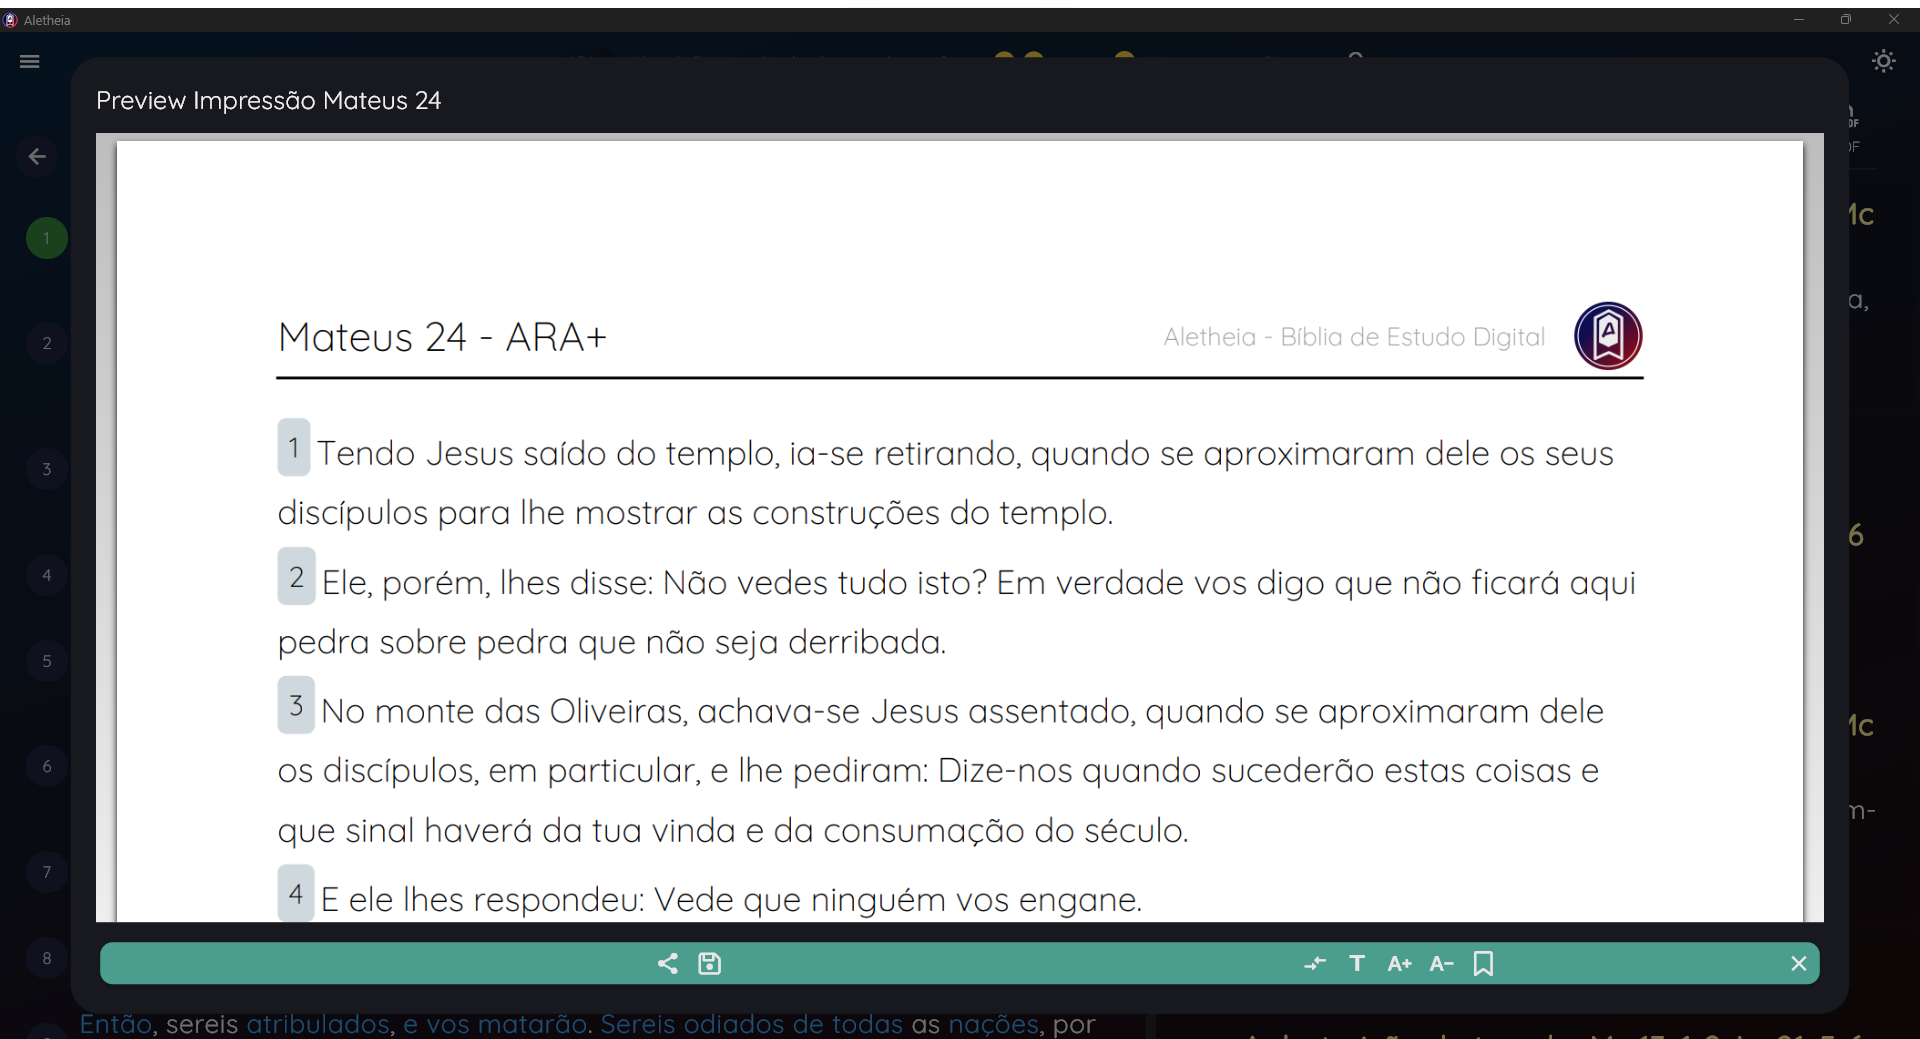 Aletheia
Preview Impressão Mateus 24
Mateus 24 - ARA+
Aletheia - Bíblia de Estudo Digital
1 Tendo Jesus saído do templo, ia-se retirando, quando se aproximaram dele os seus
discípulos para lhe mostrar as construções do templo.
2 Ele, porém, lhes disse: Não vedes tudo isto? Em verdade vos digo que não ficará aqui
pedra sobre pedra que não seja derribada.
3 No monte das Oliveiras, achava-se Jesus assentado, quando se aproximaram dele
os discípulos, em particular, e lhe pediram: Dize-nos quando sucederão estas coisas e
que sinal haverá da tua vinda e da consumação do século.
4 E ele lhes respondeu: Vede que ninguém vos engane.
1
2
3
4
5
6
7
8
Mc
a,
6
Mc
m-
T A+ A-
Então, sereis atribulados, e vos matarão. Sereis odiados de todas as nações, por